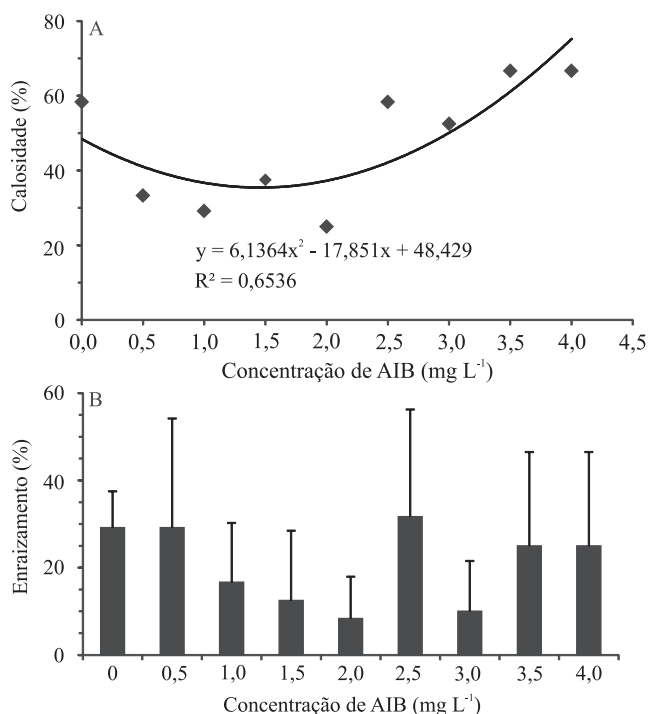 A
80
60
40
20
0
Calosidade (%)
y = 6,1364x² - 17,851x + 48,429
R² = 0,6536
0,0 0,5 1,0 1,5 2,0 2,5 3,0 3,5 4,0 4,5
Concentração de AIB (mg L⁻¹)
B
60
40
20
0
Enraizamento (%)
0 0,5 1,0 1,5 2,0 2,5 3,0 3,5 4,0
Concentração de AIB (mg L⁻¹)